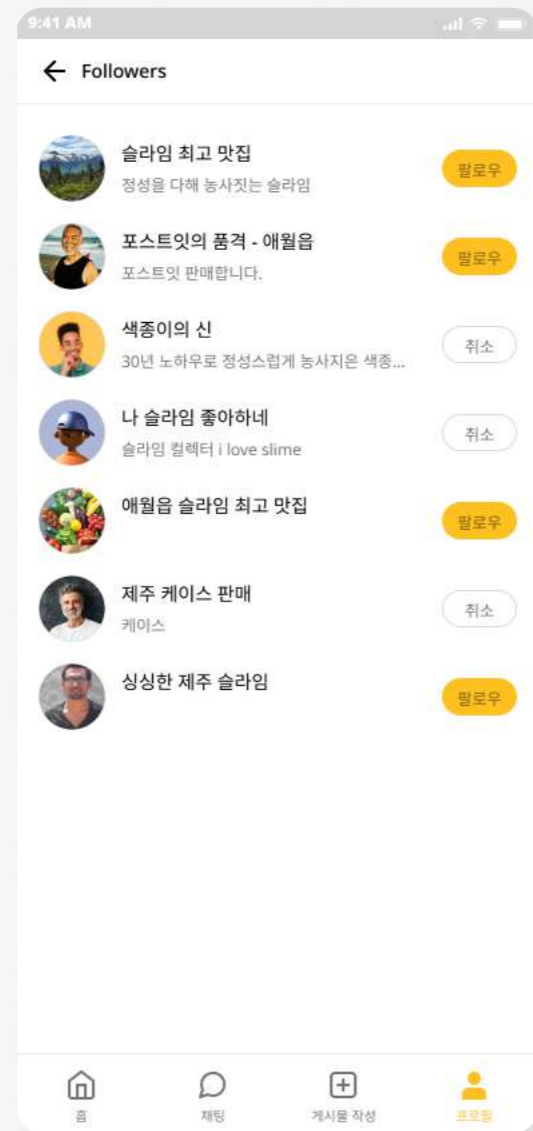 9:41 AM
Followers
슬라임 최고 맛집
정성을 다해 농사짓는 슬라임
팔로우
포스트잇의 품격 - 애월읍
포스트잇 판매합니다.
팔로우
색종이의 신
30년 노하우로 정성스럽게 농사지은 색종...
취소
나 슬라임 좋아하네
슬라임 컬렉터 i love slime
취소
애월읍 슬라임 최고 맛집
팔로우
제주 케이스 판매
케이스
취소
싱싱한 제주 슬라임
팔로우
홈
채팅
게시물 작성
프로필